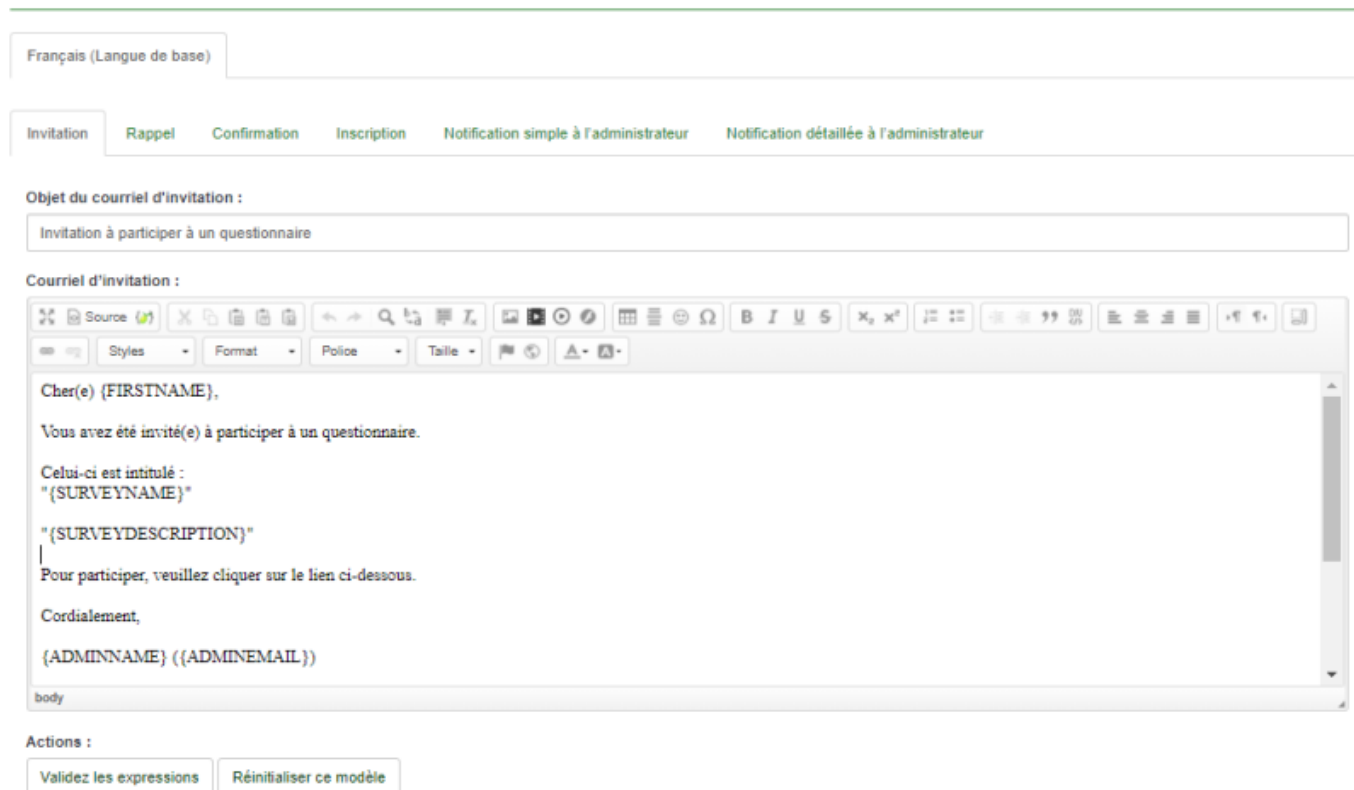 Français (Langue de base)
Invitation Rappel Confirmation Inscription Notification simple à l'administrateur Notification détaillée à l'administrateur
Objet du courriel d'invitation :
Invitation à participer à un questionnaire
Courriel d'invitation :
Source
Styles Format Police Taille
Cher(e) {FIRSTNAME},
Vous avez été invité(e) à participer à un questionnaire.
Celui-ci est intitulé :
"{SURVEYNAME}"
"{SURVEYDESCRIPTION}"
Pour participer, veuillez cliquer sur le lien ci-dessous.
Cordialement,
{ADMINNAME} ({ADMINEMAIL})
body
Actions :
Validez les expressions Réinitialiser ce modèle